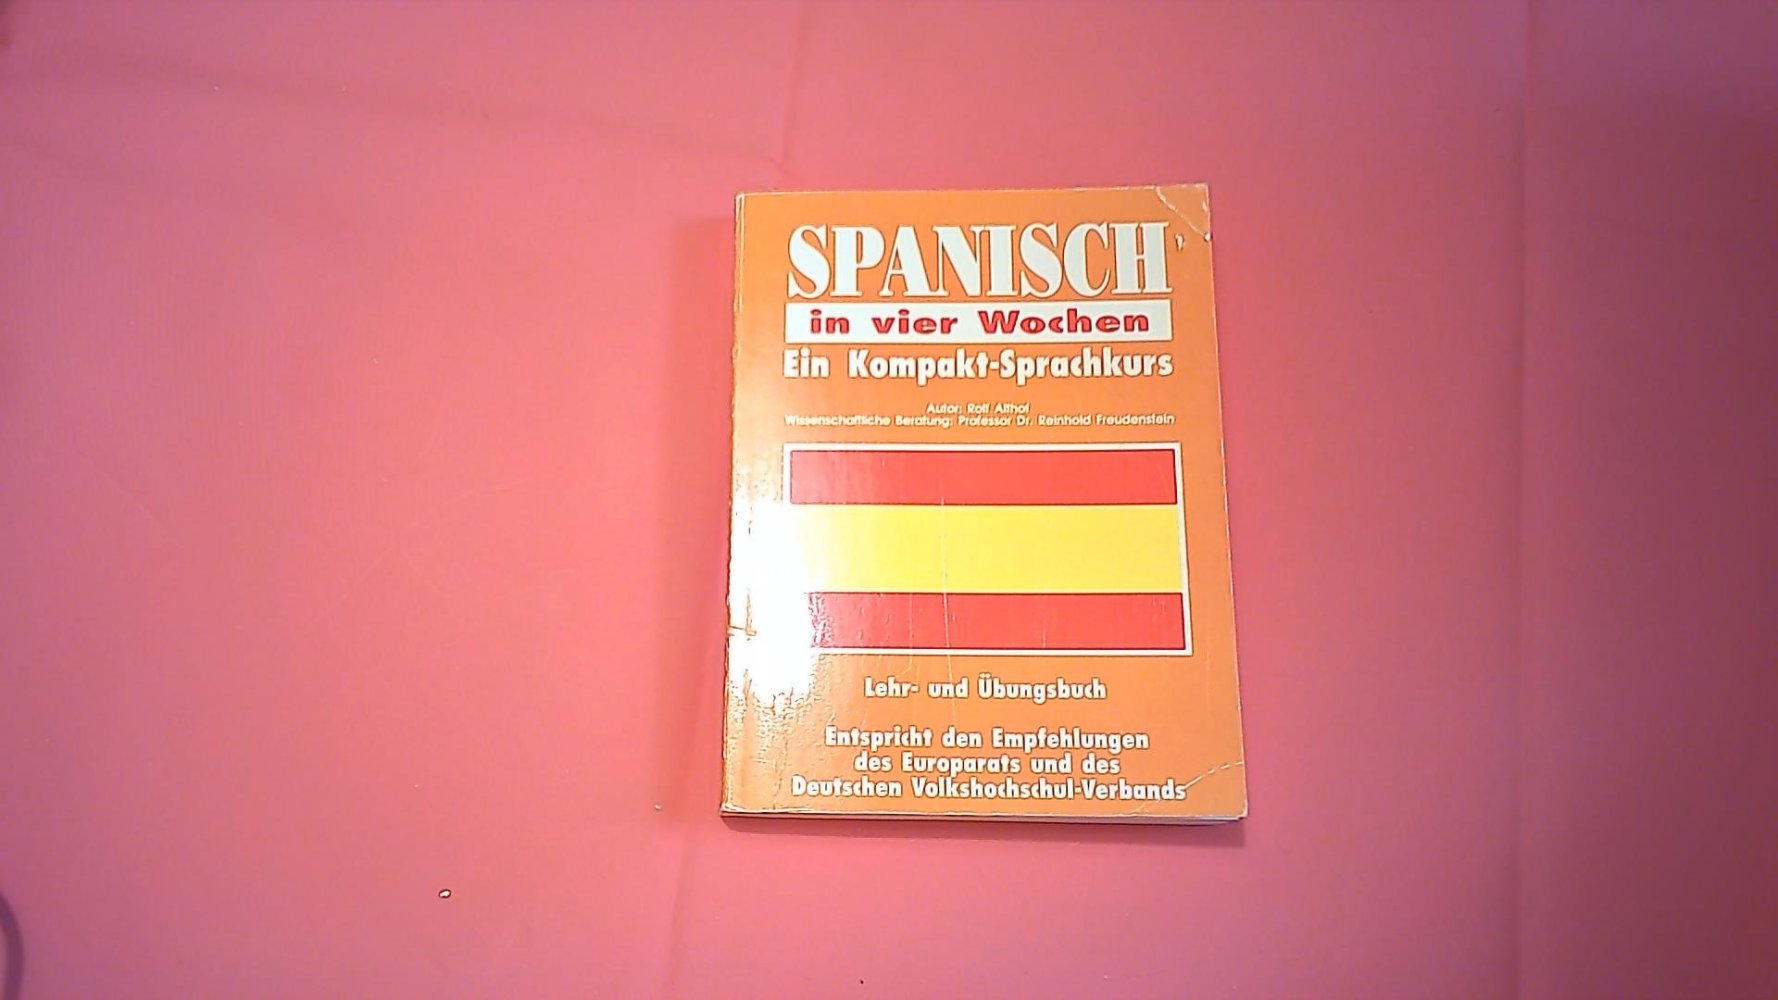 SPANISCH
in vier Wochen
Ein Kompakt-Sprachkurs
Autor: Rolf Althof
Wissenschaftliche Beratung: Professor Dr. Reinhold Freudenstein
Lehr- und Übungsbuch
Entspricht den Empfehlungen
des Europarats und des
Deutschen Volkshochschul-Verbands